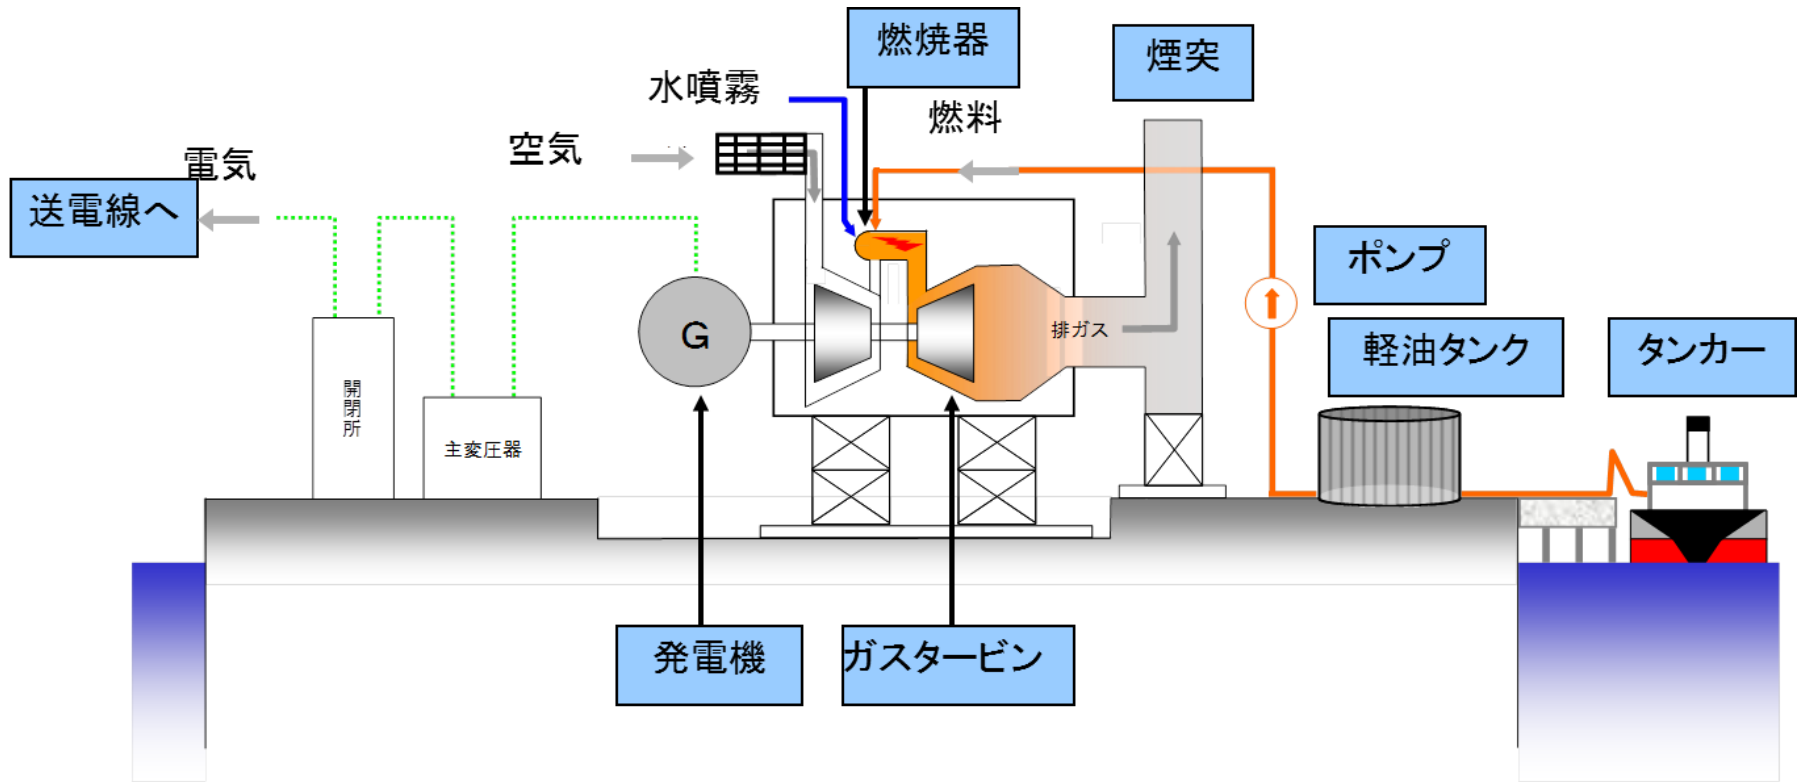 燃焼器
煙突
水噴霧
燃料
空気
電気
送電線へ
ポンプ
G
排ガス
軽油タンク
タンカー
開閉所
主変圧器
発電機
ガスタービン